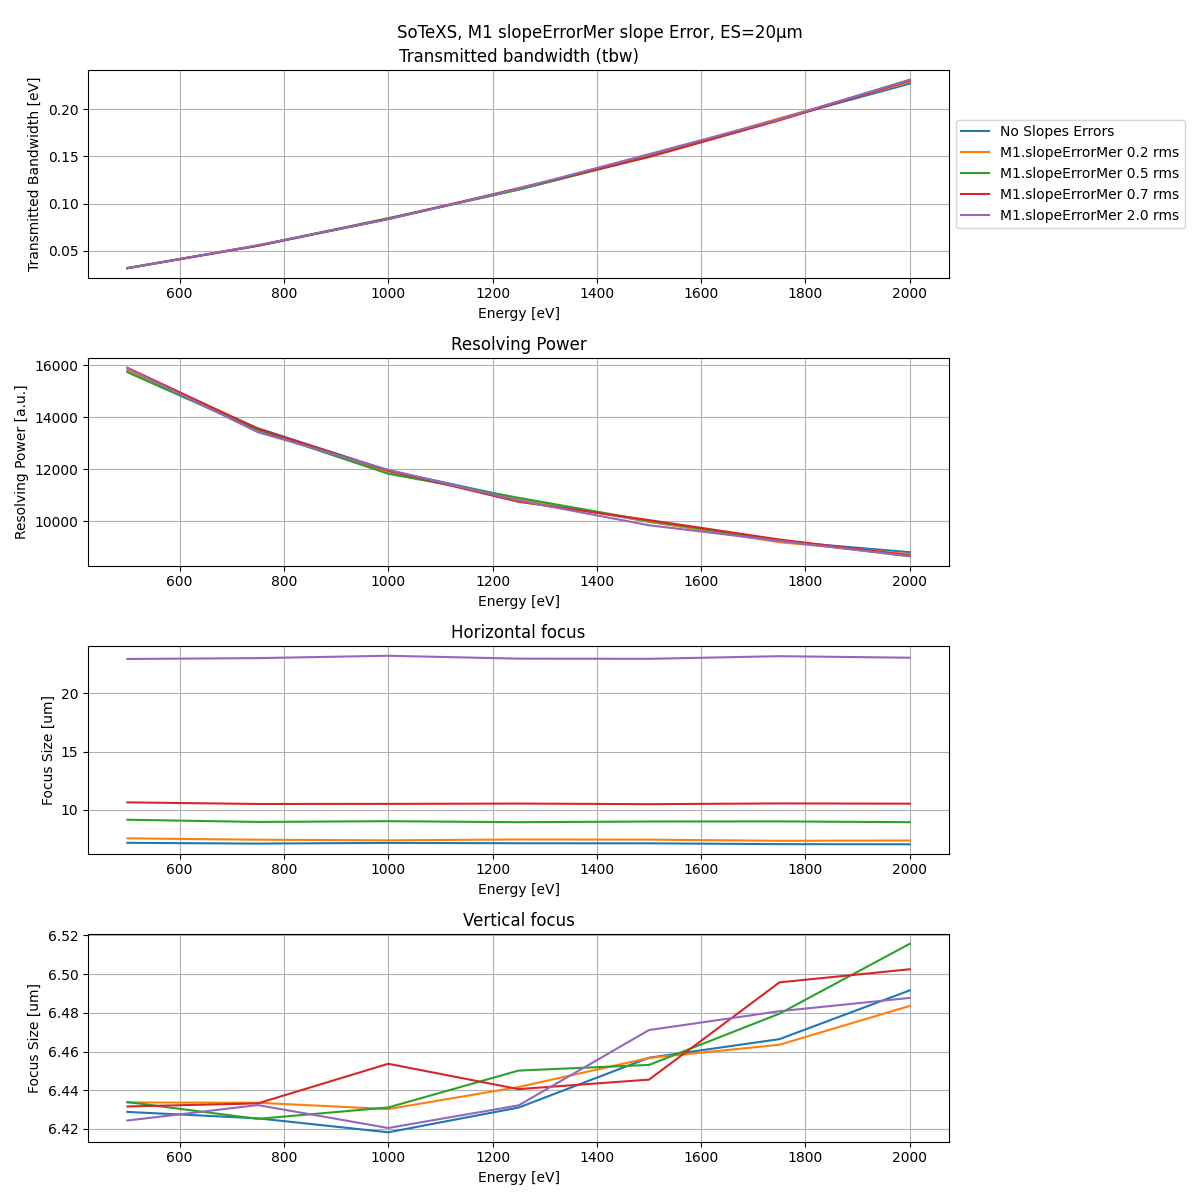 SoTeXS, M1 slopeErrorMer slope Error, ES=20µm
Transmitted bandwidth (tbw)
Transmitted Bandwidth [eV]
0.20
0.15
0.10
0.05
600 800 1000 1200 1400 1600 1800 2000
Energy [eV]
No Slopes Errors
M1.slopeErrorMer 0.2 rms
M1.slopeErrorMer 0.5 rms
M1.slopeErrorMer 0.7 rms
M1.slopeErrorMer 2.0 rms
Resolving Power
Resolving Power [a.u.]
16000
14000
12000
10000
600 800 1000 1200 1400 1600 1800 2000
Energy [eV]
Horizontal focus
Focus Size [um]
20
15
10
600 800 1000 1200 1400 1600 1800 2000
Energy [eV]
Vertical focus
Focus Size [um]
6.52
6.50
6.48
6.46
6.44
6.42
600 800 1000 1200 1400 1600 1800 2000
Energy [eV]